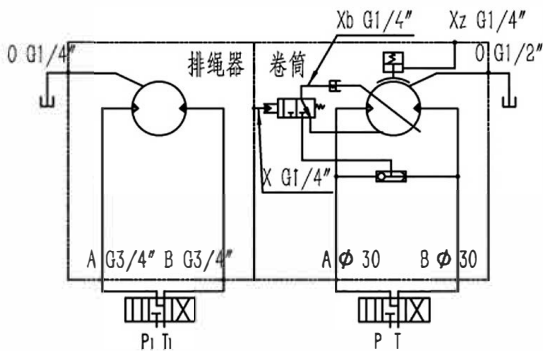 Xb G1/4″ Xz G1/4″
O G1/4″ 排绳器 卷筒 O G1/2″
X G1/4″
A G3/4″ B G3/4″ A Φ 30 B Φ 30
P1 T1 P T